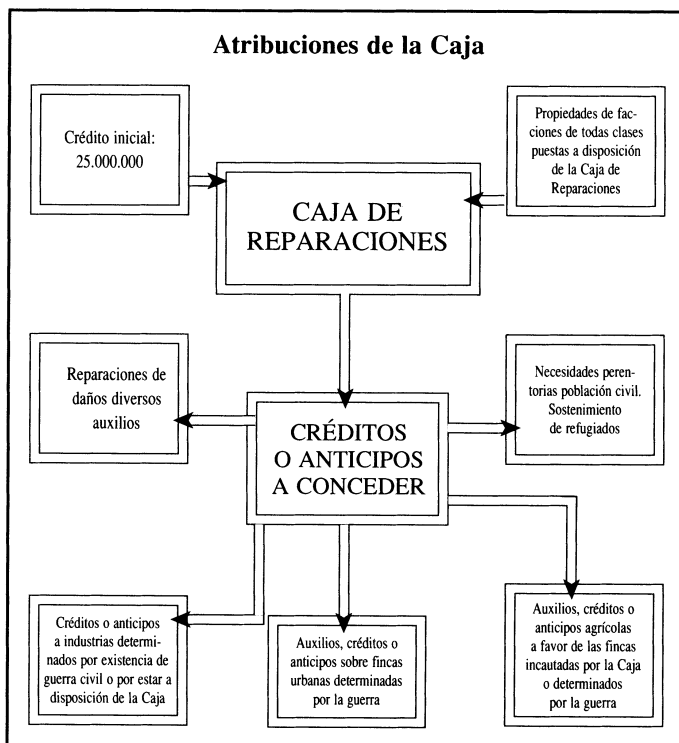 Atribuciones de la Caja
Crédito inicial:
25.000.000
Propiedades de fac-
ciones de todas clases
puestas a disposición
de la Caja de
Reparaciones
CAJA DE
REPARACIONES
Reparaciones de
daños diversos
auxilios
Necesidades peren-
torias población civil.
Sostenimiento
de refugiados
CRÉDITOS
O ANTICIPOS
A CONCEDER
Créditos o anticipos
a industrias determi-
nados por existencia de
guerra civil o por estar a
disposición de la Caja
Auxilios, créditos o
anticipos sobre fincas
urbanas determinadas
por la guerra
Auxilios, créditos o
anticipos agrícolas
a favor de las fincas
incautadas por la Caja
o determinados
por la guerra